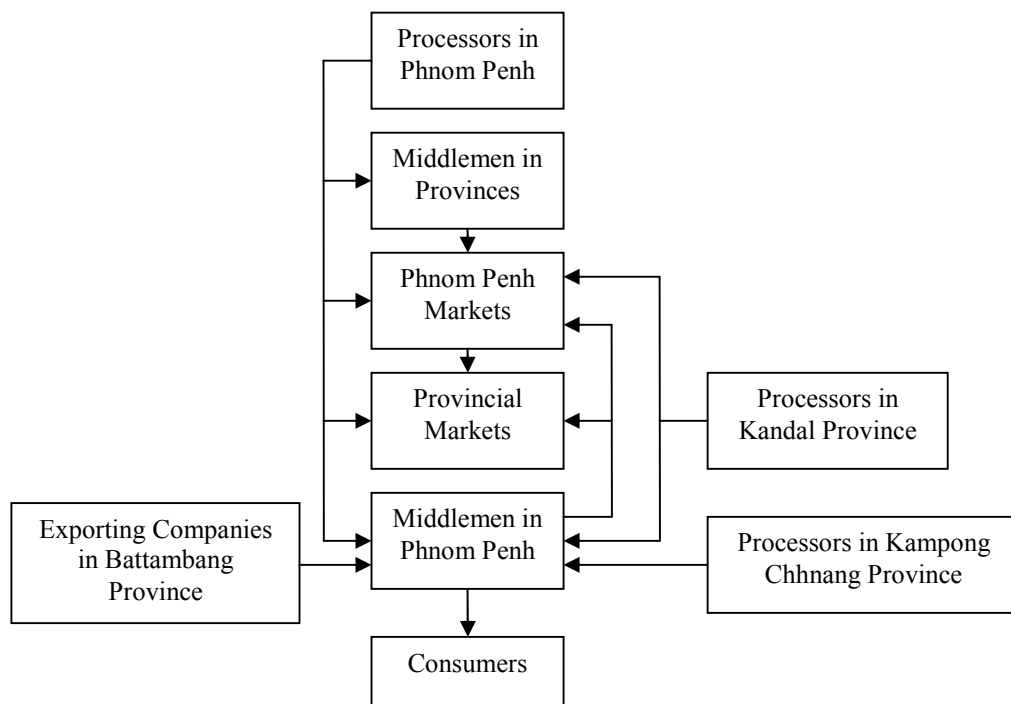 Processors in
Phnom Penh
Middlemen in
Provinces
Phnom Penh
Markets
Provincial
Markets
Processors in
Kandal Province
Exporting Companies
in Battambang
Province
Middlemen in
Phnom Penh
Processors in Kampong
Chhnang Province
Consumers